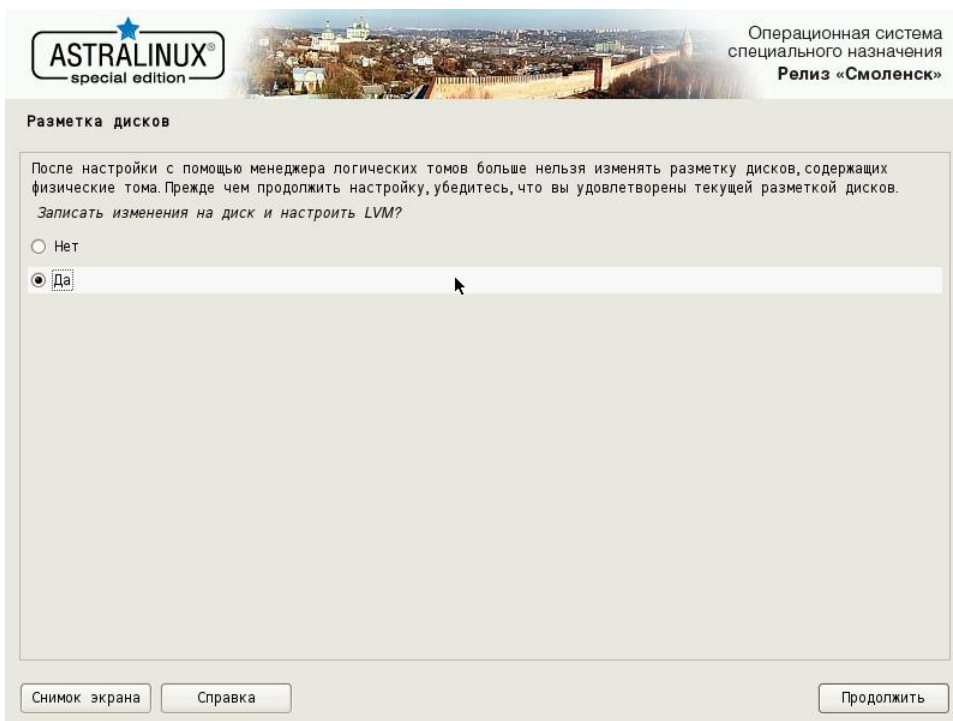 ASTRALINUX®
special edition
Операционная система
специального назначения
Релиз «Смоленск»
Разметка дисков
После настройки с помощью менеджера логических томов больше нельзя изменять разметку дисков, содержащих
физические тома. Прежде чем продолжить настройку, убедитесь, что вы удовлетворены текущей разметкой дисков.
Записать изменения на диск и настроить LVM?
Нет
Да
Снимок экрана
Справка
Продолжить